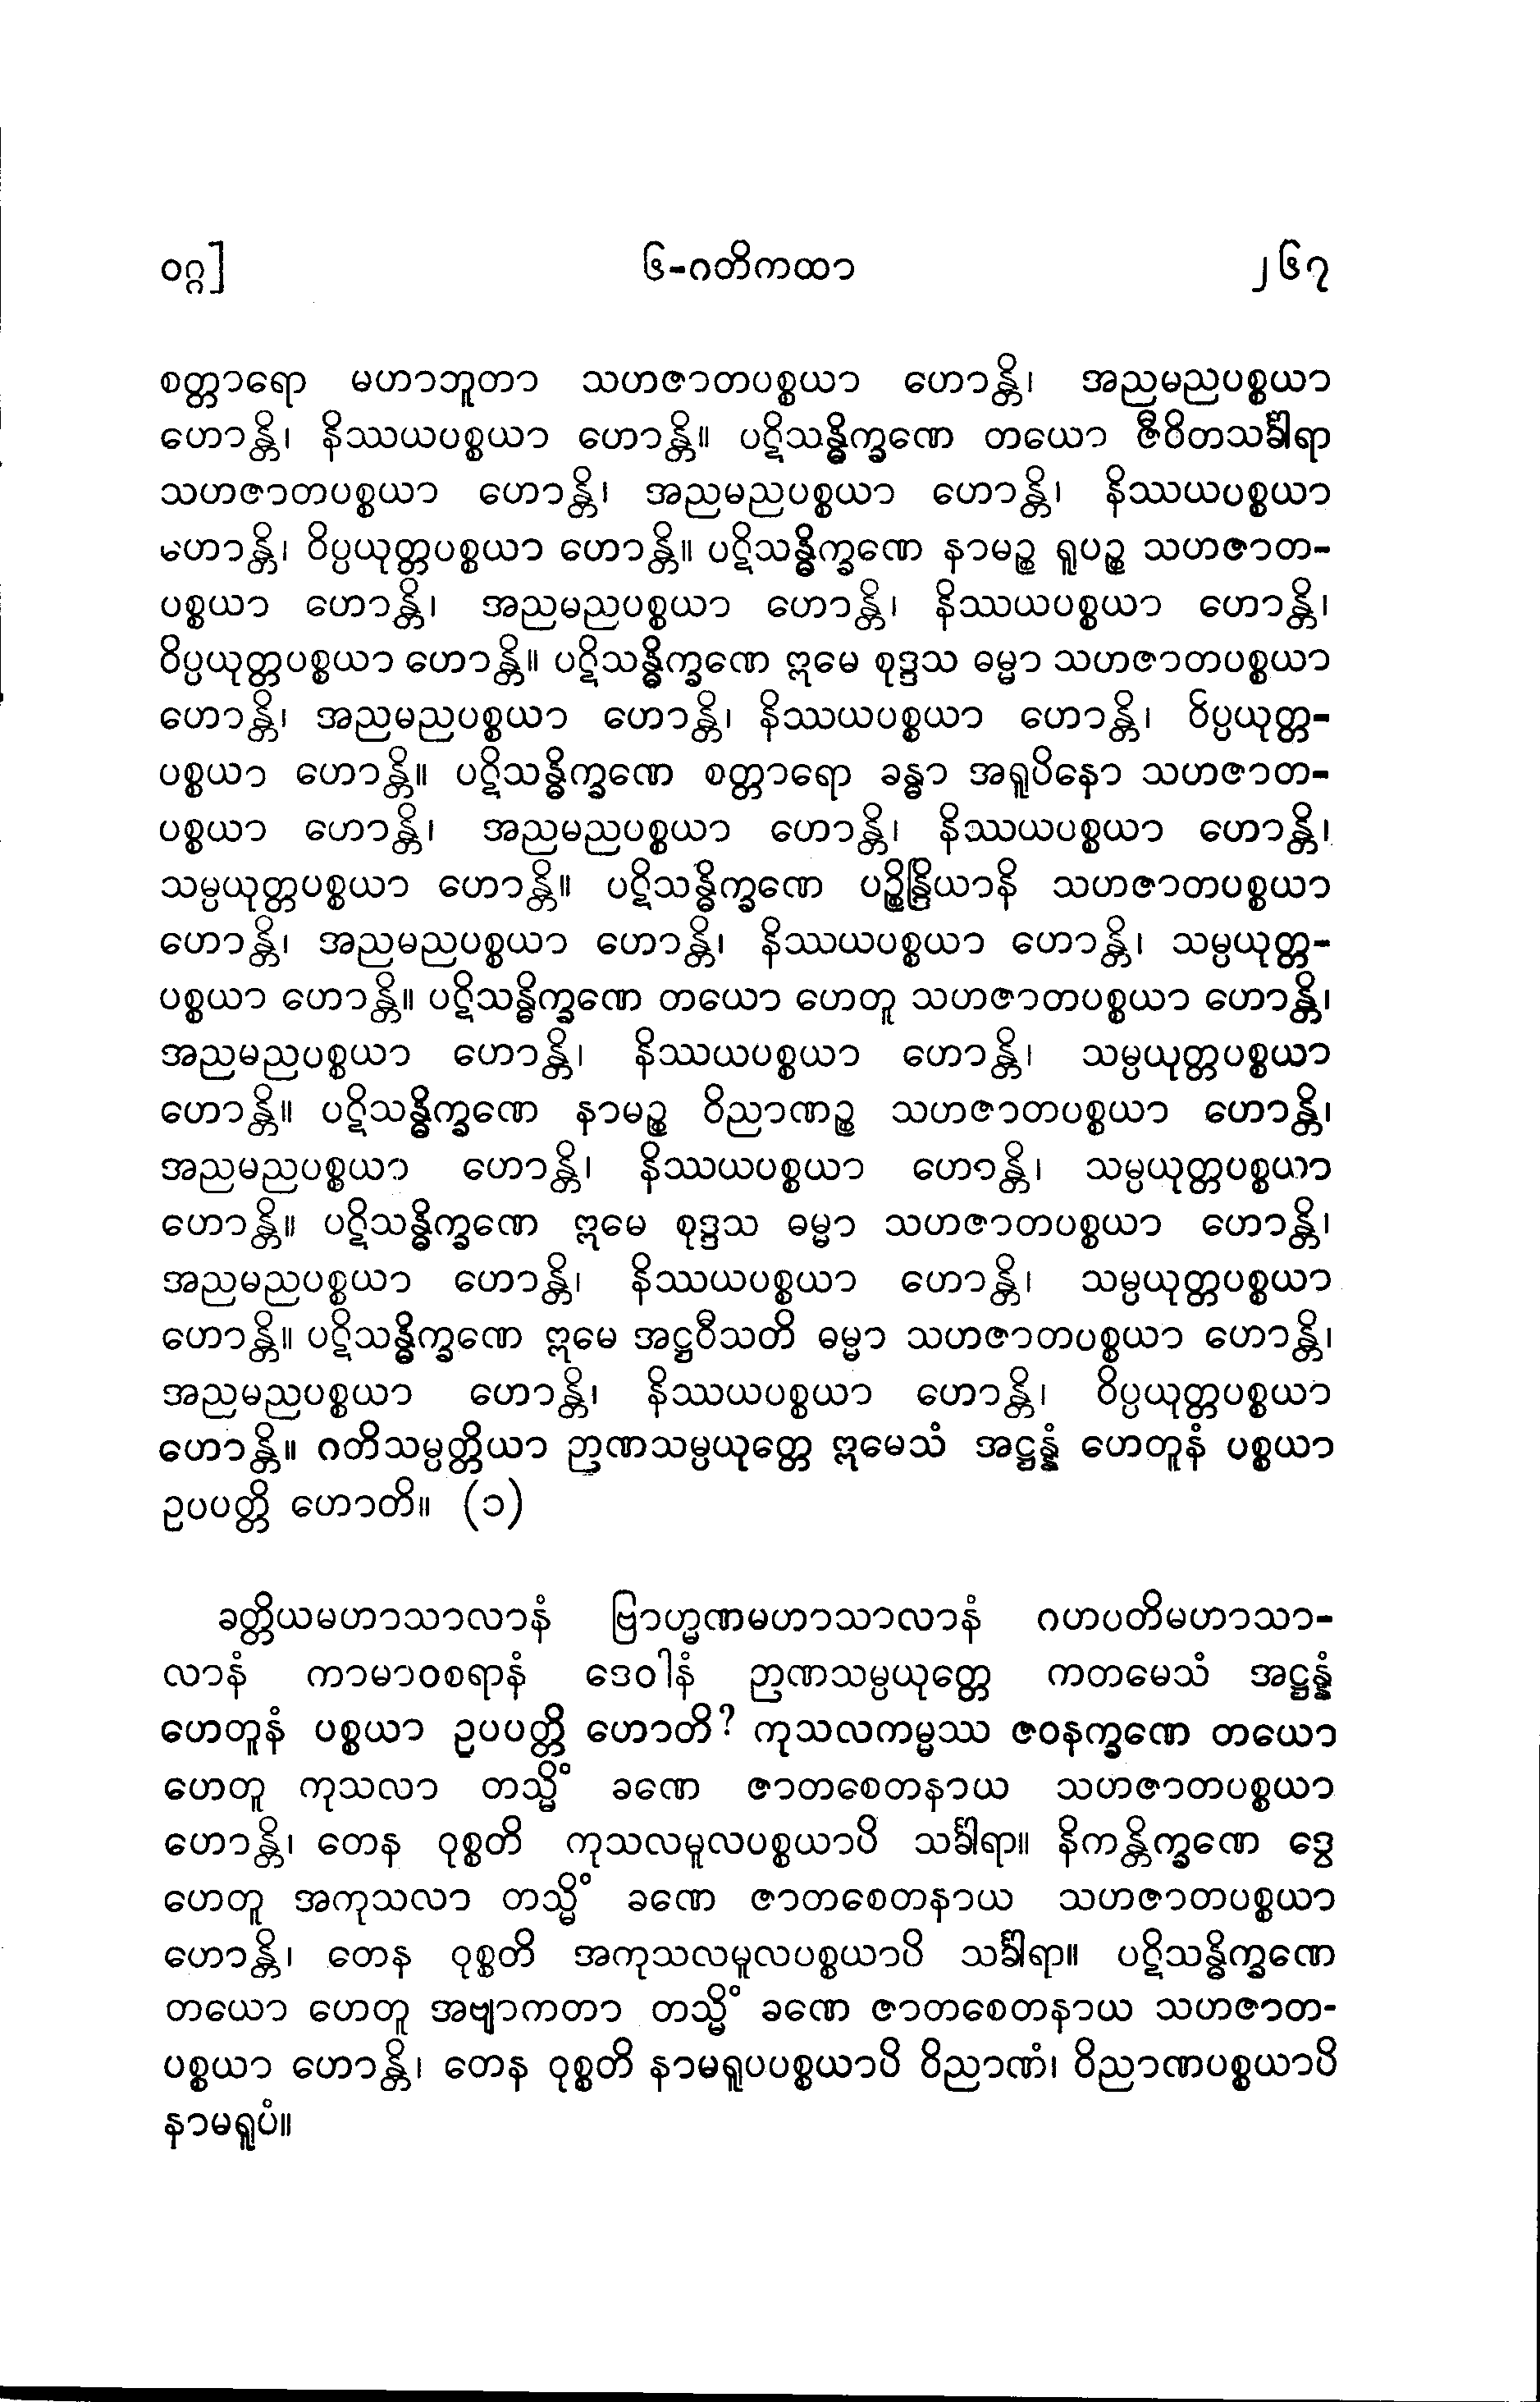 ဝဂ္ဂ] ၆-ဂတိကထာ ၂၆၇
စတ္တာရော မဟာဘူတာ သဟဇာတပစ္စယာ ဟောန္တိ၊ အညမညပစ္စယာ
ဟောန္တိ၊ နိဿယပစ္စယာ ဟောန္တိ။ ပဋိသန္ဓိက္ခဏေ တယော ဇီဝိတသင်္ခါရာ
သဟဇာတပစ္စယာ ဟောန္တိ၊ အညမညပစ္စယာ ဟောန္တိ၊ နိဿယပစ္စယာ
ဟောန္တိ၊ ဝိပ္ပယုတ္တပစ္စယာ ဟောန္တိ။ ပဋိသန္ဓိက္ခဏေ နာမဉ္စ ရူပဉ္စ သဟဇာတ-
ပစ္စယာ ဟောန္တိ၊ အညမညပစ္စယာ ဟောန္တိ၊ နိဿယပစ္စယာ ဟောန္တိ၊
ဝိပ္ပယုတ္တပစ္စယာ ဟောန္တိ။ ပဋိသန္ဓိက္ခဏေ ဣမေ စုဒ္ဒသ ဓမ္မာ သဟဇာတပစ္စယာ
ဟောန္တိ၊ အညမညပစ္စယာ ဟောန္တိ၊ နိဿယပစ္စယာ ဟောန္တိ၊ ဝိပ္ပယုတ္တ-
ပစ္စယာ ဟောန္တိ။ ပဋိသန္ဓိက္ခဏေ စတ္တာရော ခန္ဓာ အရူပိနော သဟဇာတ-
ပစ္စယာ ဟောန္တိ၊ အညမညပစ္စယာ ဟောန္တိ၊ နိဿယပစ္စယာ ဟောန္တိ၊
သမ္ပယုတ္တပစ္စယာ ဟောန္တိ။ ပဋိသန္ဓိက္ခဏေ ပဉ္စိန္ဒြိယာနိ သဟဇာတပစ္စယာ
ဟောန္တိ၊ အညမညပစ္စယာ ဟောန္တိ၊ နိဿယပစ္စယာ ဟောန္တိ၊ သမ္ပယုတ္တ-
ပစ္စယာ ဟောန္တိ။ ပဋိသန္ဓိက္ခဏေ တယော ဟေတူ သဟဇာတပစ္စယာ ဟောန္တိ၊
အညမညပစ္စယာ ဟောန္တိ၊ နိဿယပစ္စယာ ဟောန္တိ၊ သမ္ပယုတ္တပစ္စယာ
ဟောန္တိ။ ပဋိသန္ဓိက္ခဏေ နာမဉ္စ ဝိညာဏဉ္စ သဟဇာတပစ္စယာ ဟောန္တိ၊
အညမညပစ္စယာ ဟောန္တိ၊ နိဿယပစ္စယာ ဟောန္တိ၊ သမ္ပယုတ္တပစ္စယာ
ဟောန္တိ။ ပဋိသန္ဓိက္ခဏေ ဣမေ စုဒ္ဒသ ဓမ္မာ သဟဇာတပစ္စယာ ဟောန္တိ၊
အညမညပစ္စယာ ဟောန္တိ၊ နိဿယပစ္စယာ ဟောန္တိ၊ သမ္ပယုတ္တပစ္စယာ
ဟောန္တိ။ ပဋိသန္ဓိက္ခဏေ ဣမေ အဋ္ဌဝီသတိ ဓမ္မာ သဟဇာတပစ္စယာ ဟောန္တိ၊
အညမညပစ္စယာ ဟောန္တိ၊ နိဿယပစ္စယာ ဟောန္တိ၊ ဝိပ္ပယုတ္တပစ္စယာ
ဟောန္တိ။ ဂတိသမ္ပတ္တိယာ ဉာဏသမ္ပယုတ္တေ ဣမေသံ အဋ္ဌန္နံ ဟေတူနံ ပစ္စယာ
ဥပပတ္တိ ဟောတိ။ (၁)
ခတ္တိယမဟာသာလာနံ ဗြာဟ္မဏမဟာသာလာနံ ဂဟပတိမဟာသာ-
လာနံ ကာမာဝစရာနံ ဒေဝါနံ ဉာဏသမ္ပယုတ္တေ ကတမေသံ အဋ္ဌန္နံ
ဟေတူနံ ပစ္စယာ ဥပပတ္တိ ဟောတိ? ကုသလကမ္မဿ ဇဝနက္ခဏေ တယော
ဟေတူ ကုသလာ တသ္မိံ ခဏေ ဇာတစေတနာယ သဟဇာတပစ္စယာ
ဟောန္တိ၊ တေန ဝုစ္စတိ ကုသလမူလပစ္စယာပိ သင်္ခါရာ။ နိကန္တိက္ခဏေ ဒွေ
ဟေတူ အကုသလာ တသ္မိံ ခဏေ ဇာတစေတနာယ သဟဇာတပစ္စယာ
ဟောန္တိ၊ တေန ဝုစ္စတိ အကုသလမူလပစ္စယာပိ သင်္ခါရာ။ ပဋိသန္ဓိက္ခဏေ
တယော ဟေတူ အဗျာကတာ တသ္မိံ ခဏေ ဇာတစေတနာယ သဟဇာတ-
ပစ္စယာ ဟောန္တိ၊ တေန ဝုစ္စတိ နာမရူပပစ္စယာပိ ဝိညာဏံ၊ ဝိညာဏပစ္စယာပိ
နာမရူပံ။